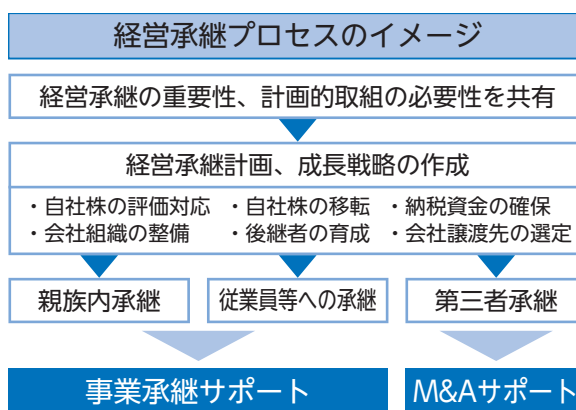 経営承継プロセスのイメージ
経営承継の重要性、計画的取組の必要性を共有
経営承継計画、成長戦略の作成
・自社株の評価対応 ・自社株の移転 ・納税資金の確保
・会社組織の整備 ・後継者の育成 ・会社譲渡先の選定
親族内承継 従業員等への承継 第三者承継
事業承継サポート M&Aサポート